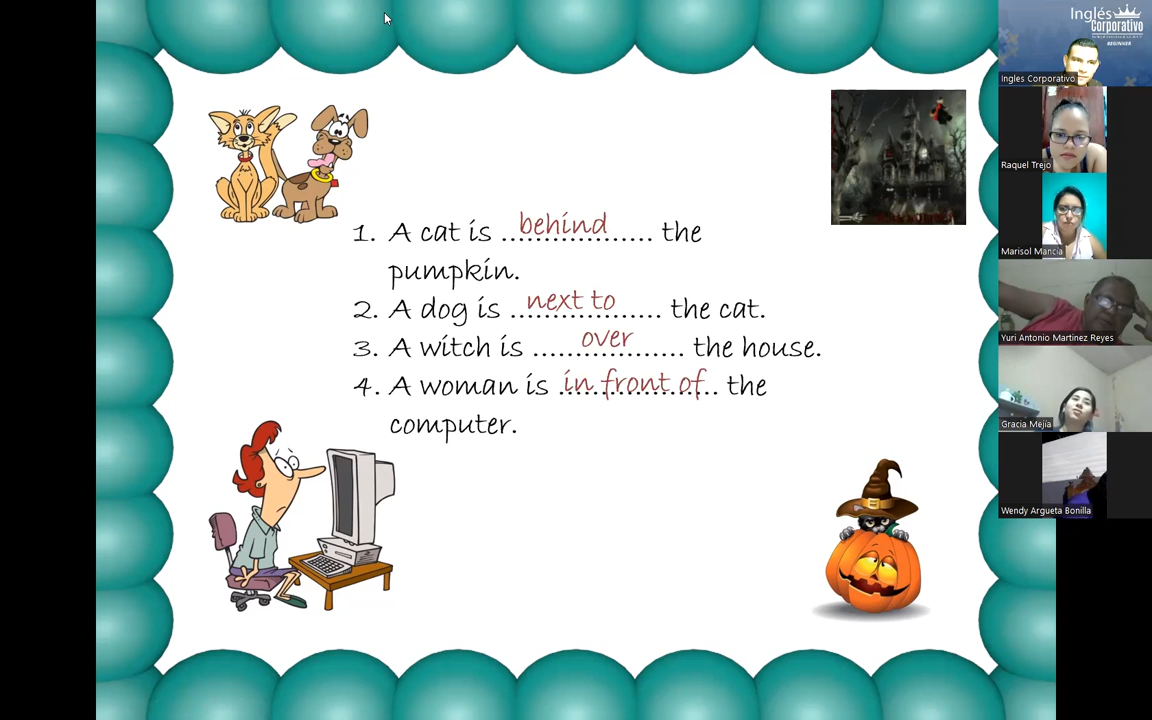 1. A cat is ...behind... the
pumpkin.
2. A dog is ...next to... the cat.
3. A witch is ...over... the house.
4. A woman is ...in front of... the
computer.
Inglés
Corporativo
BEGINNER
Ingles Corporativo
Raquel Trejo
Marisol Mancía
Yuri Antonio Martinez Reyes
Gracia Mejía
Wendy Argueta Bonilla